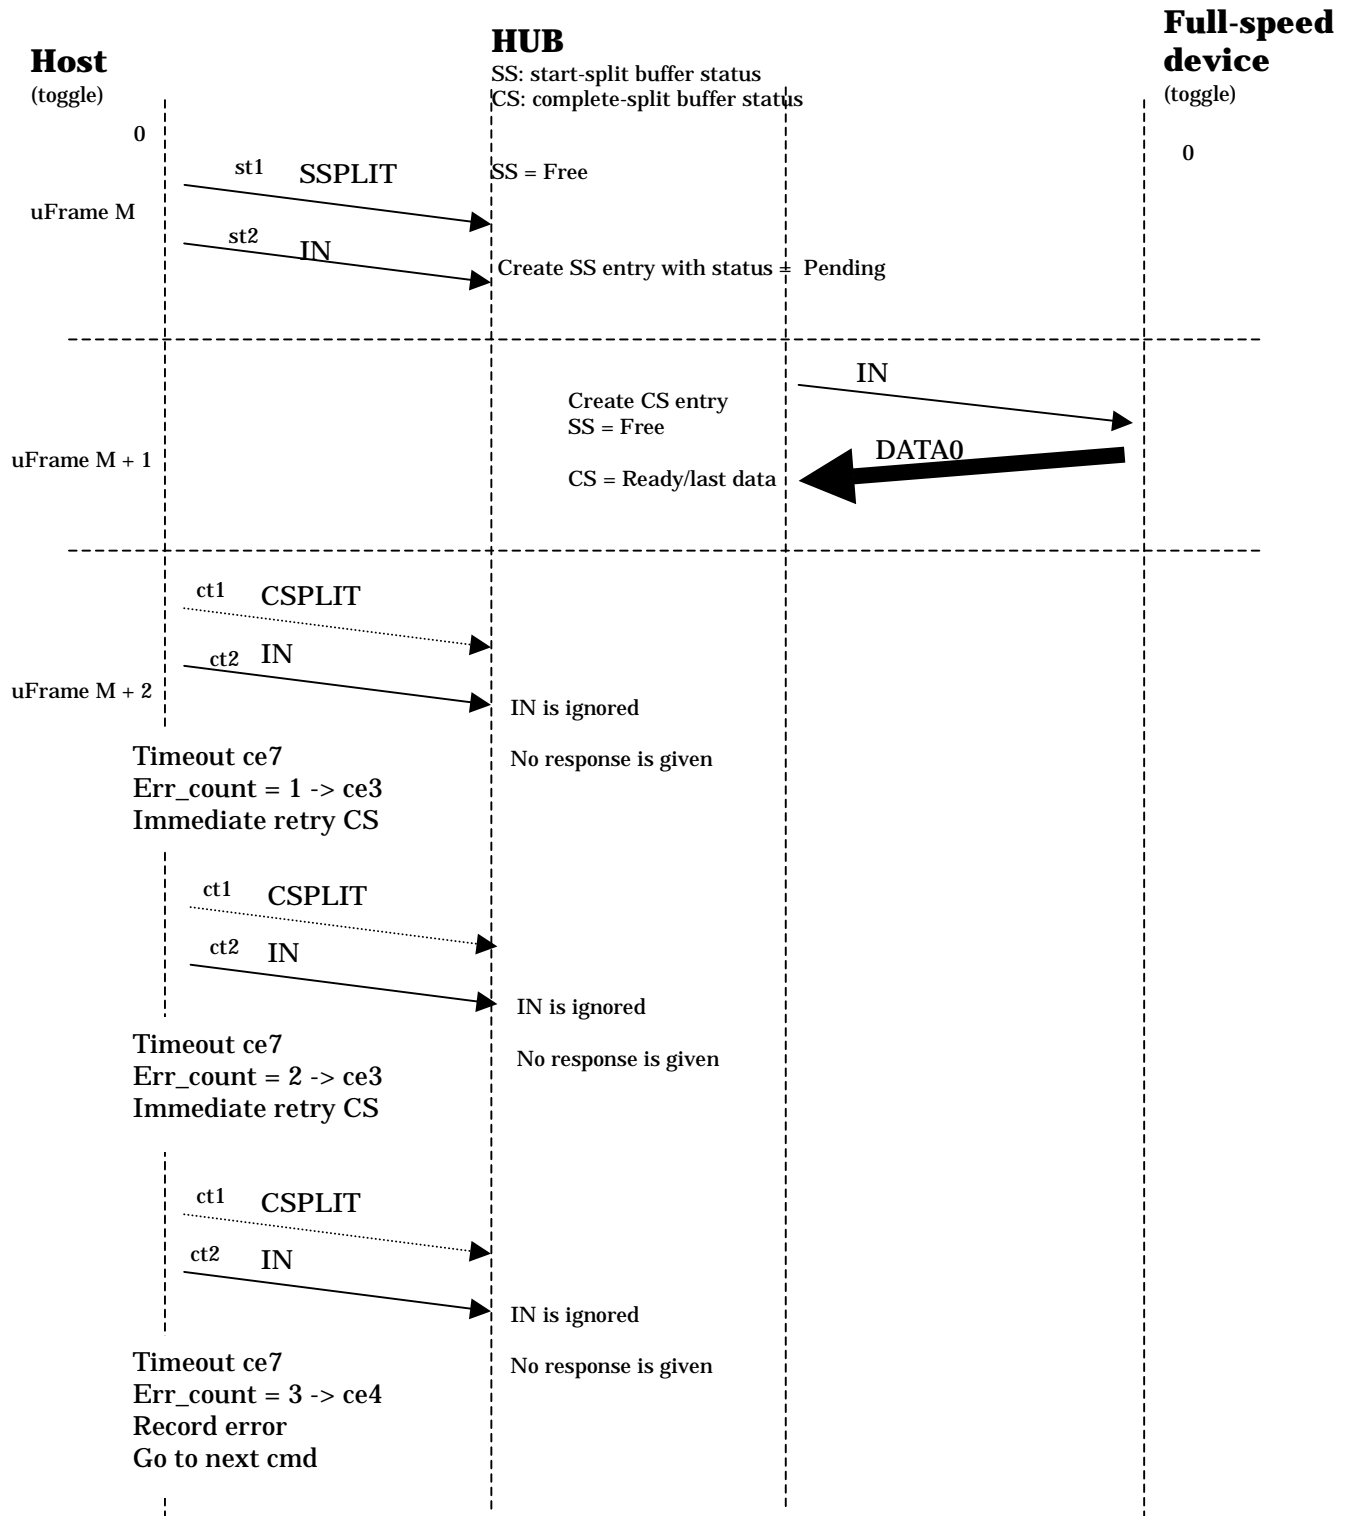 Host
(toggle)
HUB
SS: start-split buffer status
CS: complete-split buffer status
Full-speed
device
(toggle)
0
0
st1 SSPLIT
SS = Free
uFrame M
st2 IN
Create SS entry with status = Pending
IN
Create CS entry
SS = Free
DATA0
uFrame M + 1
CS = Ready/last data
ct1 CSPLIT
ct2 IN
uFrame M + 2
IN is ignored
No response is given
Timeout ce7
Err_count = 1 -> ce3
Immediate retry CS
ct1 CSPLIT
ct2 IN
IN is ignored
No response is given
Timeout ce7
Err_count = 2 -> ce3
Immediate retry CS
ct1 CSPLIT
ct2 IN
IN is ignored
No response is given
Timeout ce7
Err_count = 3 -> ce4
Record error
Go to next cmd